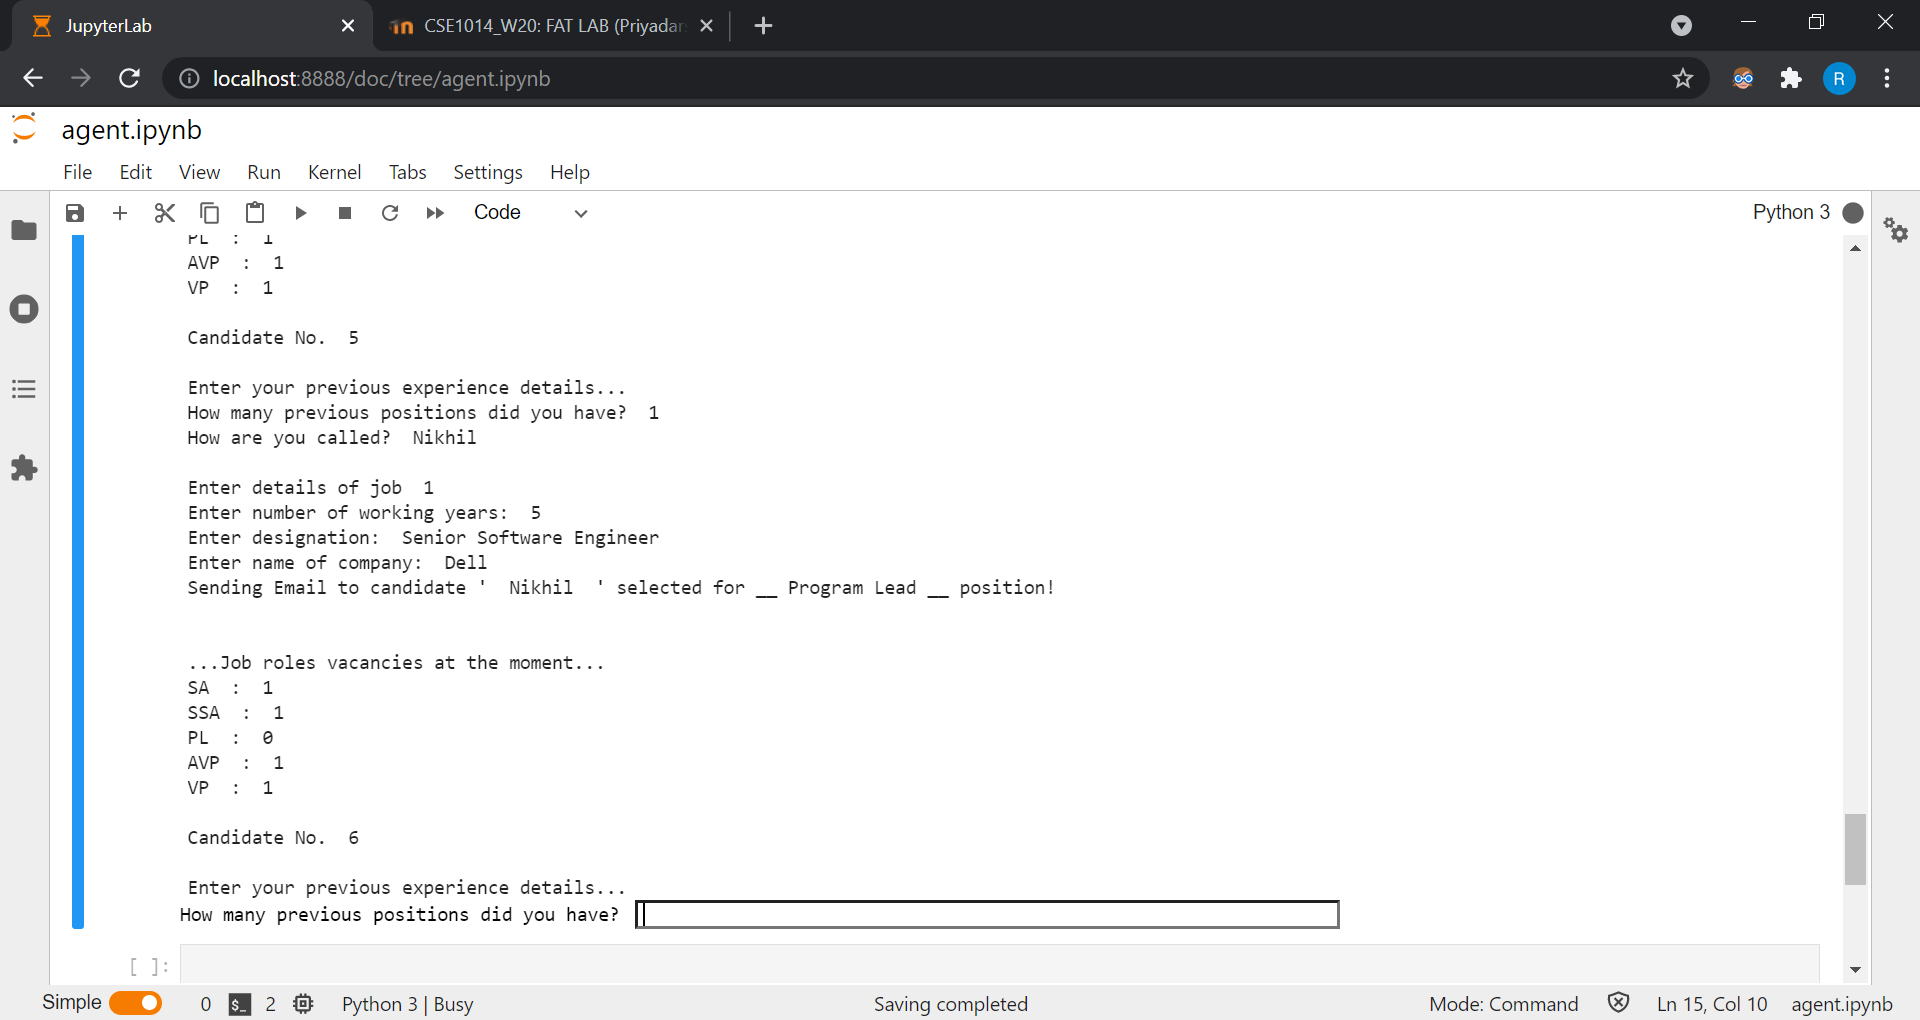 JupyterLab
CSE1014_W20: FAT LAB (Priyadar
localhost:8888/doc/tree/agent.ipynb
R
agent.ipynb
File Edit View Run Kernel Tabs Settings Help
Code
Python 3
PL : 1
AVP : 1
VP : 1
Candidate No. 5
Enter your previous experience details...
How many previous positions did you have? 1
How are you called? Nikhil
Enter details of job 1
Enter number of working years: 5
Enter designation: Senior Software Engineer
Enter name of company: Dell
Sending Email to candidate ' Nikhil ' selected for __ Program Lead __ position!
...Job roles vacancies at the moment...
SA : 1
SSA : 1
PL : 0
AVP : 1
VP : 1
Candidate No. 6
Enter your previous experience details...
How many previous positions did you have?
[ ]:
Simple 0 $_ 2 Python 3 | Busy Saving completed Mode: Command Ln 15, Col 10 agent.ipynb